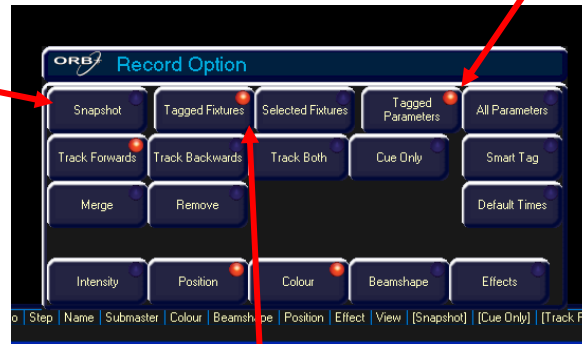 ORB Record Option
Snapshot Tagged Fixtures Selected Fixtures Tagged Parameters All Parameters
Track Forwards Track Backwards Track Both Cue Only Smart Tag
Merge Remove Default Times
Intensity Position Colour Beamshape Effects
o | Step | Name | Submaster | Colour | Beamshape | Position | Effect | View | [Snapshot] | [Cue Only] | [Track F